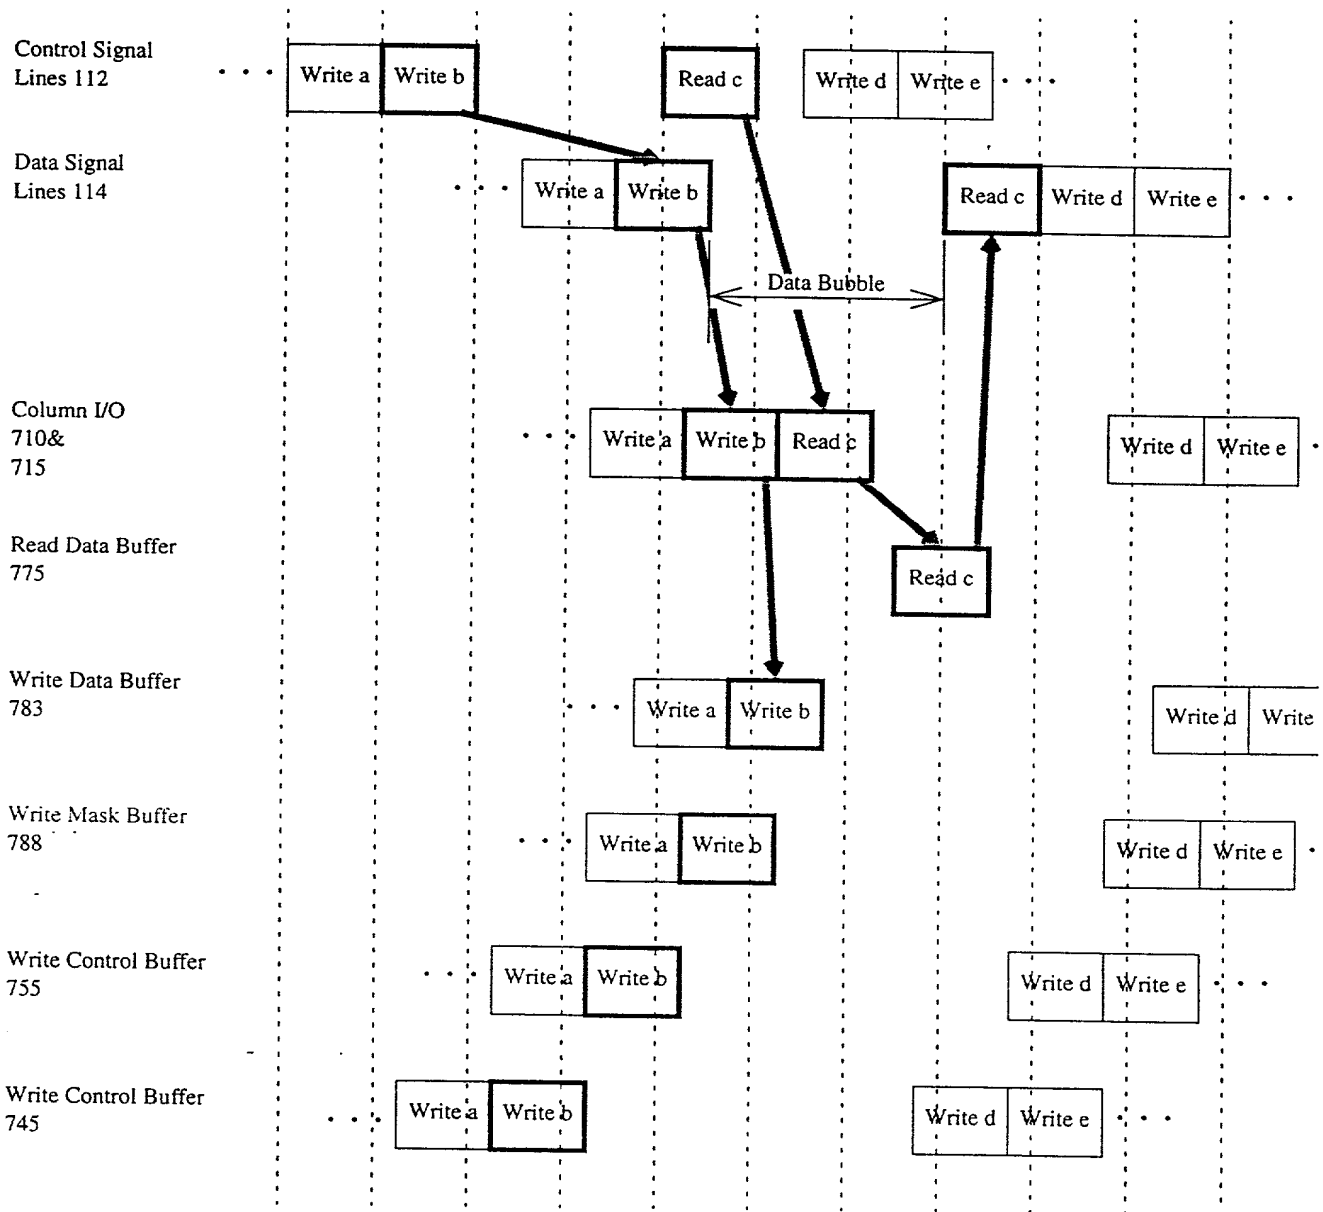 Control Signal
Lines 112
· · · Write a Write b Read c Write d Write e · · ·
Data Signal
Lines 114
· · · Write a Write b Read c Write d Write e · · ·
Data Bubble
Column I/O
710&
715
· · · Write a Write b Read c Write d Write e ·
Read Data Buffer
775
Read c
Write Data Buffer
783
· · · Write a Write b Write d Write
Write Mask Buffer
788
· · · Write a Write b Write d Write e ·
Write Control Buffer
755
· · · Write a Write b Write d Write e · · ·
Write Control Buffer
745
· · · Write a Write b Write d Write e · · ·